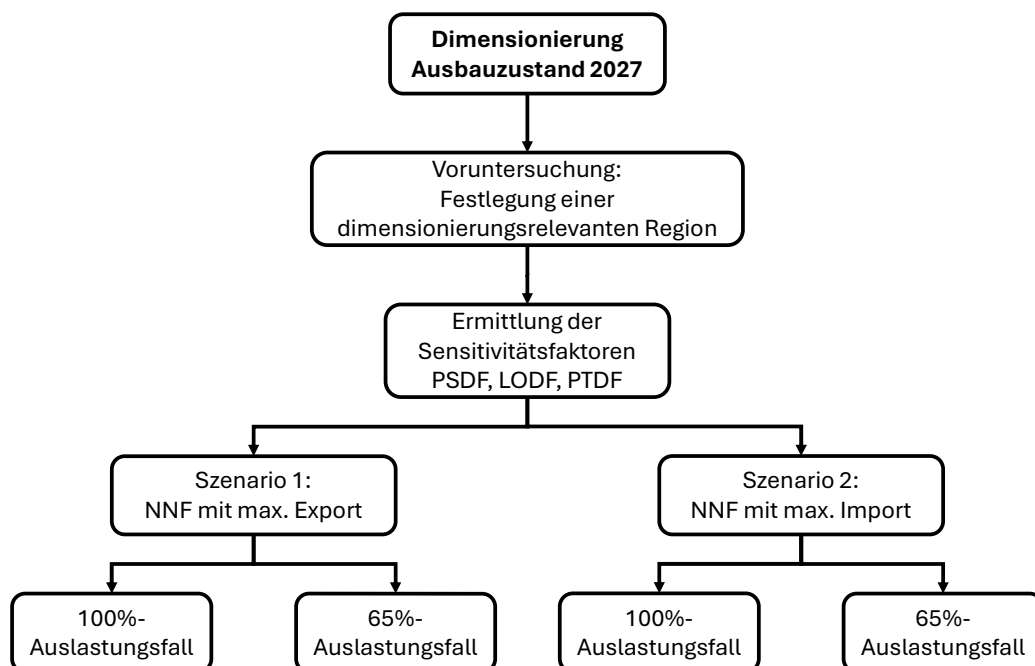 Dimensionierung
Ausbauzustand 2027
Voruntersuchung:
Festlegung einer
dimensionierungsrelevanten Region
Ermittlung der
Sensitivitätsfaktoren
PSDF, LODF, PTDF
Szenario 1:
NNF mit max. Export
Szenario 2:
NNF mit max. Import
100%-
Auslastungsfall
65%-
Auslastungsfall
100%-
Auslastungsfall
65%-
Auslastungsfall